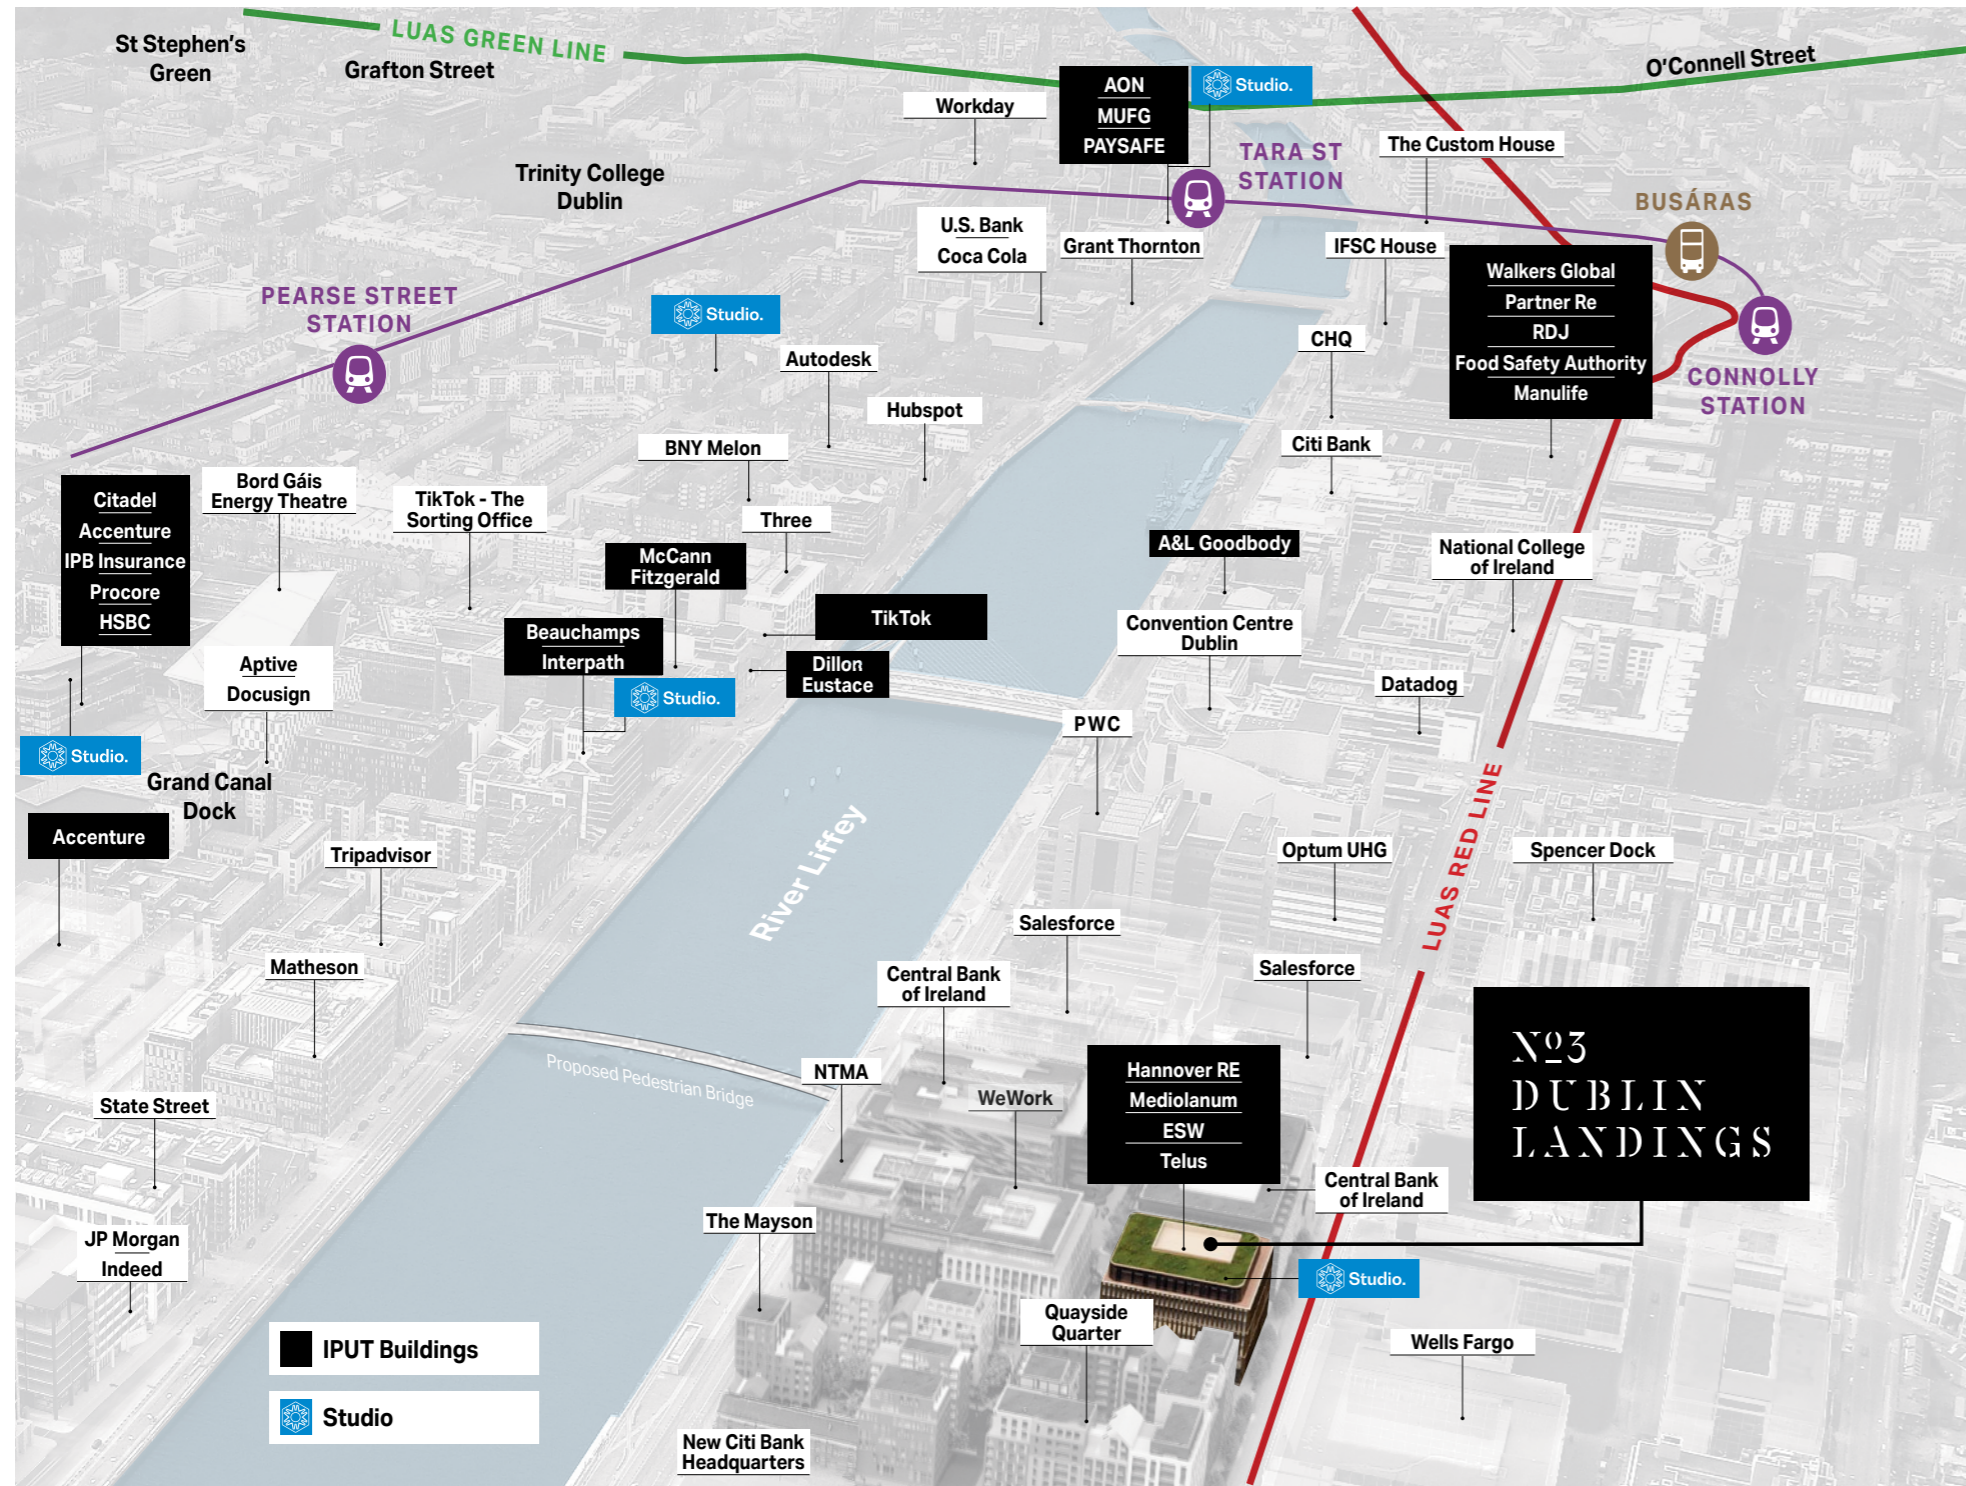 St Stephen's
Green
Grafton Street
LUAS GREEN LINE
O'Connell Street
Workday
AON
MUFG
PAYSAFE
Studio.
The Custom House
TARA ST
STATION
Trinity College
Dublin
BUSÁRAS
U.S. Bank
Coca Cola
Grant Thornton
IFSC House
Walkers Global
Partner Re
RDJ
Food Safety Authority
Manulife
PEARSE STREET
STATION
Studio.
CHQ
CONNOLLY
STATION
Autodesk
Hubspot
BNY Melon
Citi Bank
Citadel
Accenture
IPB Insurance
Procore
HSBC
Bord Gáis
Energy Theatre
TikTok - The
Sorting Office
Three
McCann
Fitzgerald
A&L Goodbody
National College
of Ireland
TikTok
Beauchamps
Interpath
Convention Centre
Dublin
Aptive
Docusign
Dillon
Eustace
Studio.
Datadog
PWC
Studio.
Grand Canal
Dock
Accenture
Tripadvisor
River Liffey
Optum UHG
LUAS RED LINE
Spencer Dock
Salesforce
Matheson
Central Bank
of Ireland
Salesforce
Nº3
DUBLIN
LANDINGS
Proposed Pedestrian Bridge
NTMA
WeWork
Hannover RE
Mediolanum
ESW
Telus
State Street
Central Bank
of Ireland
The Mayson
JP Morgan
Indeed
Studio.
Quayside
Quarter
Wells Fargo
IPUT Buildings
Studio
New Citi Bank
Headquarters